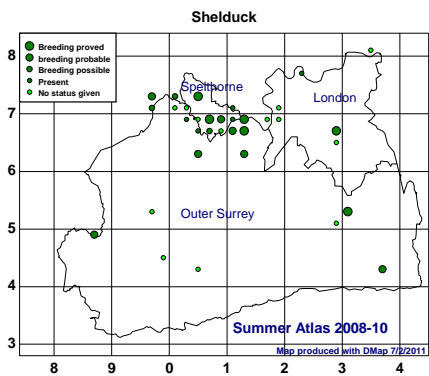 Shelduck
Breeding proved
breeding probable
Breeding possible
Present
No status given
Spelthorne
London
Outer Surrey
Summer Atlas 2008-10
Map produced with DMap 7/2/2011
8
7
6
5
4
3
8 9 0 1 2 3 4